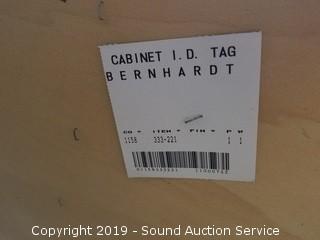 CABINET I.D. TAG
BERNHARDT
CO ITEM FIN P #
1158 333-221 1 1
Copyright 2019 - Sound Auction Service